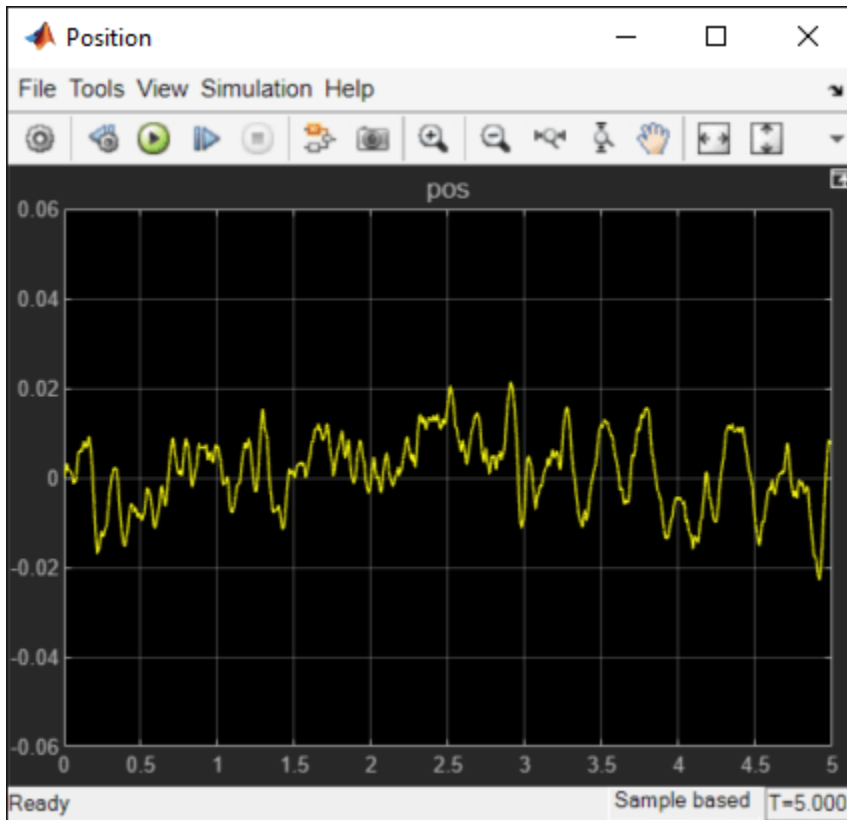 Position
File Tools View Simulation Help
pos
0.06
0.04
0.02
0
-0.02
-0.04
-0.06
0 0.5 1 1.5 2 2.5 3 3.5 4 4.5 5
Ready Sample based T=5.000